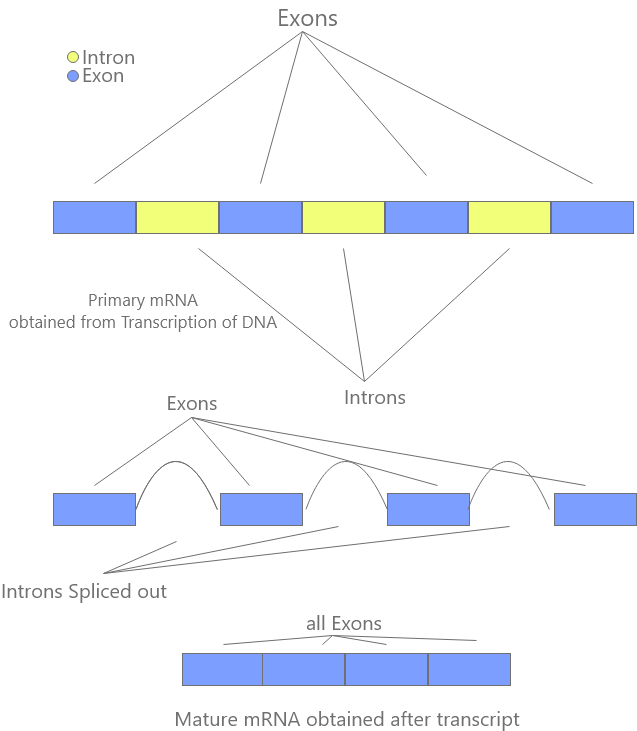 Exons
Intron
Exon
Primary mRNA
obtained from Transcription of DNA
Introns
Exons
Introns Spliced out
all Exons
Mature mRNA obtained after transcript